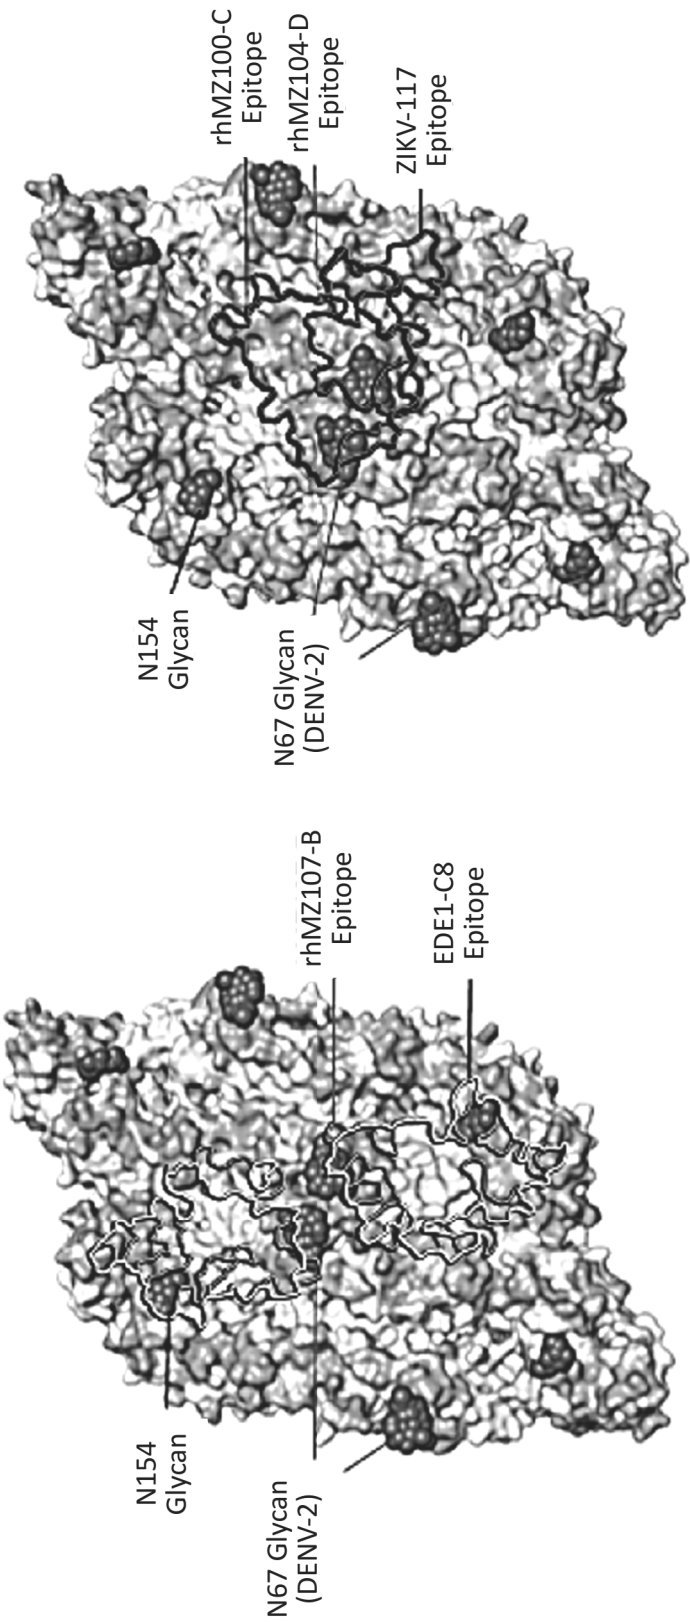 N154
Glycan
N67 Glycan
(DENV-2)
rhMZ107-B
Epitope
EDE1-C8
Epitope
N154
Glycan
N67 Glycan
(DENV-2)
rhMZ100-C
Epitope
rhMZ104-D
Epitope
ZIKV-117
Epitope